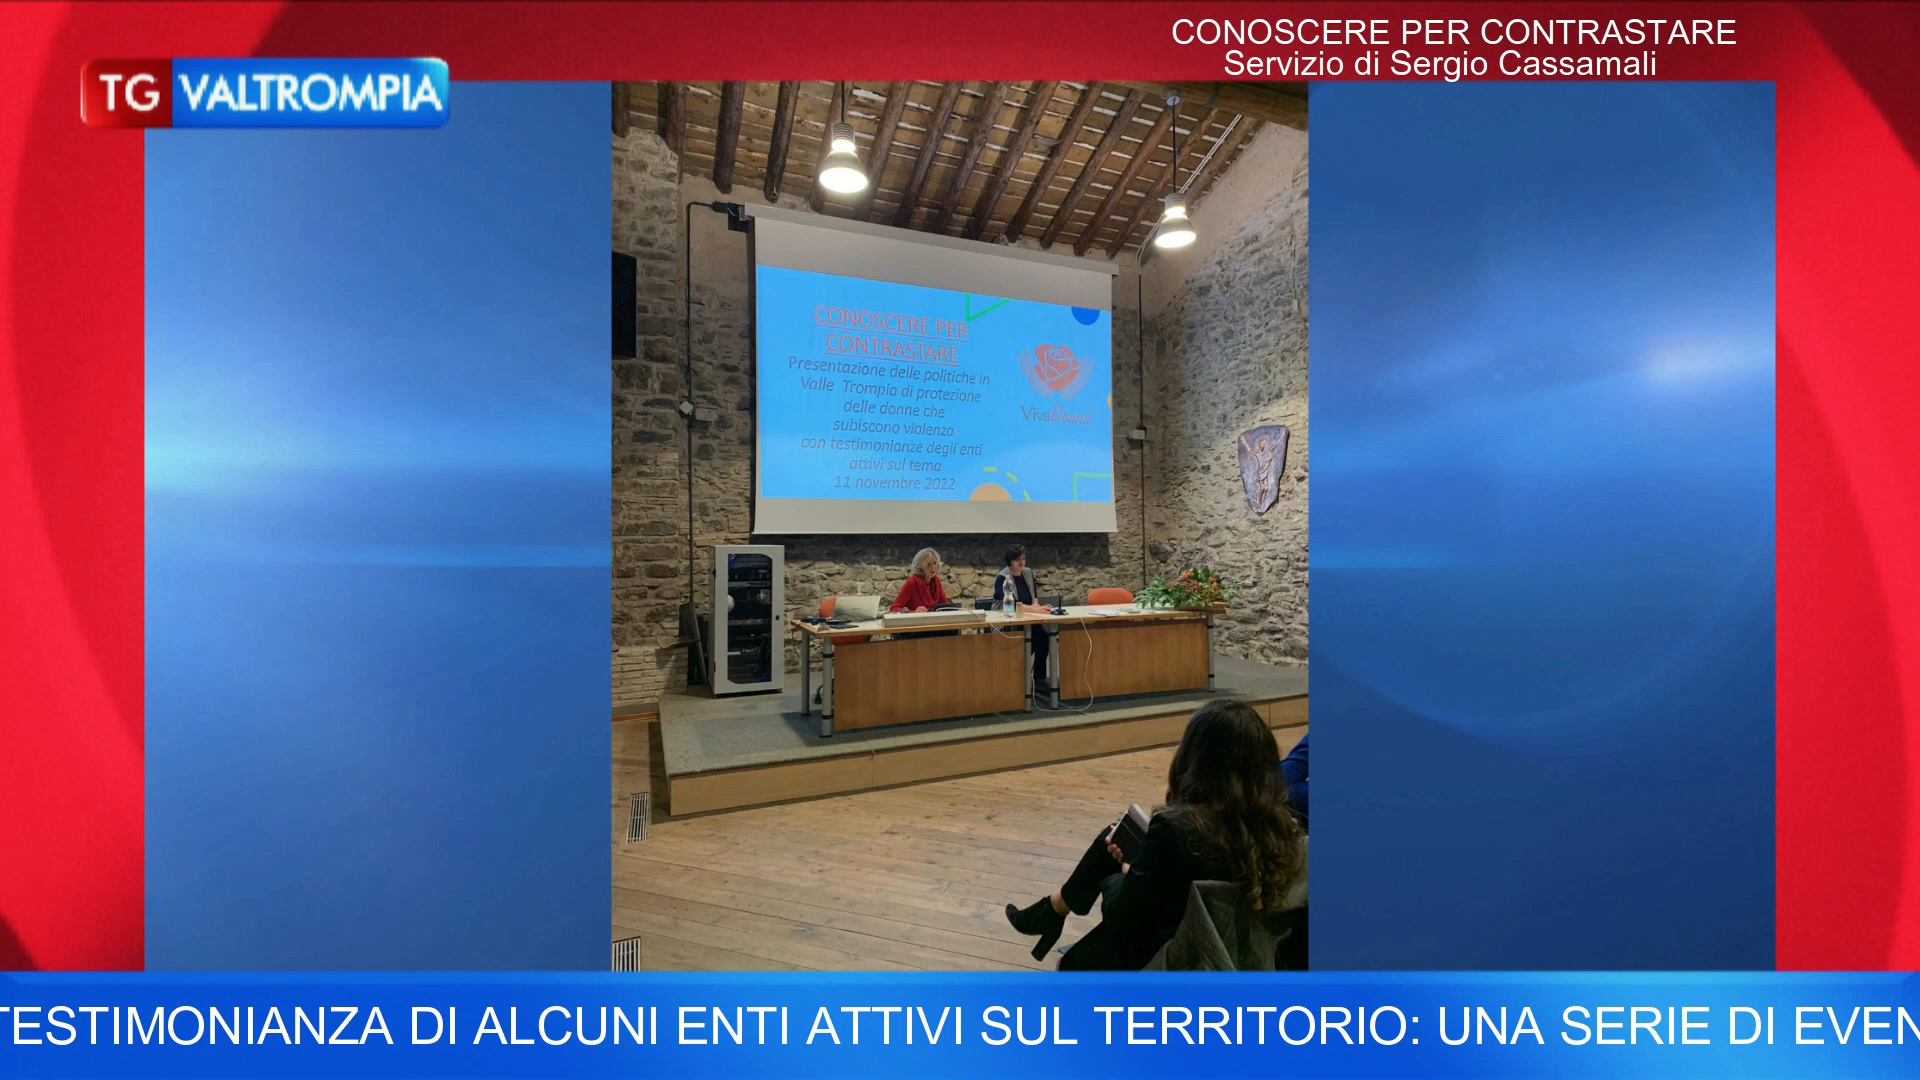 CONOSCERE PER CONTRASTARE
Servizio di Sergio Cassamali
TG VALTROMPIA
CONOSCERE PER
CONTRASTARE
Presentazione delle politiche in
Valle Trompia di protezione
delle donne che
subiscono violenza
con testimonianze degli enti
attivi sul tema
11 novembre 2022
VivaDonna
TESTIMONIANZA DI ALCUNI ENTI ATTIVI SUL TERRITORIO: UNA SERIE DI EVEN